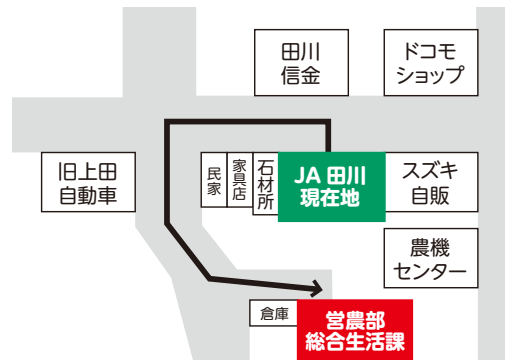 田川
信金
ドコモ
ショップ
旧上田
自動車
民家
家具店
石材所
JA 田川
現在地
スズキ
自販
農機
センター
倉庫
営農部
総合生活課